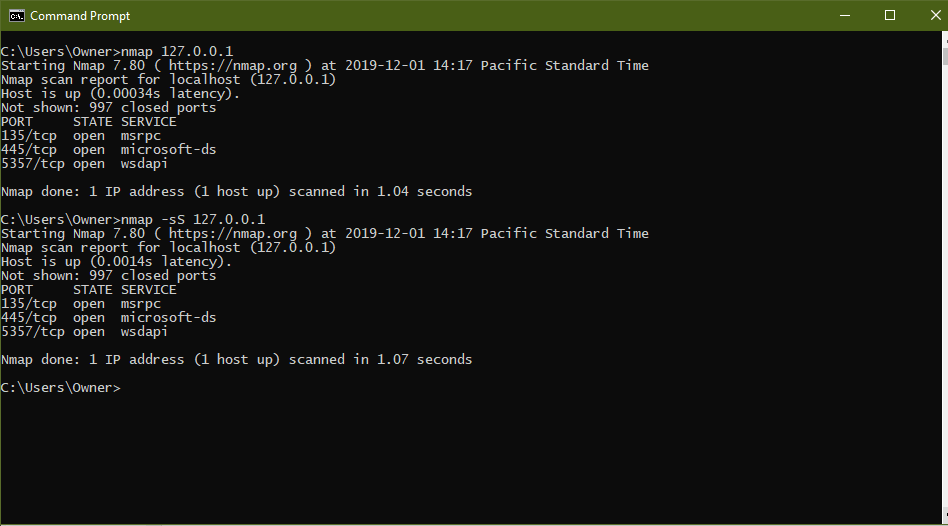 Command Prompt
C:\Users\Owner>nmap 127.0.0.1
Starting Nmap 7.80 ( https://nmap.org ) at 2019-12-01 14:17 Pacific Standard Time
Nmap scan report for localhost (127.0.0.1)
Host is up (0.00034s latency).
Not shown: 997 closed ports
PORT     STATE SERVICE
135/tcp  open  msrpc
445/tcp  open  microsoft-ds
5357/tcp open  wsdapi
Nmap done: 1 IP address (1 host up) scanned in 1.04 seconds
C:\Users\Owner>nmap -sS 127.0.0.1
Starting Nmap 7.80 ( https://nmap.org ) at 2019-12-01 14:17 Pacific Standard Time
Nmap scan report for localhost (127.0.0.1)
Host is up (0.0014s latency).
Not shown: 997 closed ports
PORT     STATE SERVICE
135/tcp  open  msrpc
445/tcp  open  microsoft-ds
5357/tcp open  wsdapi
Nmap done: 1 IP address (1 host up) scanned in 1.07 seconds
C:\Users\Owner>